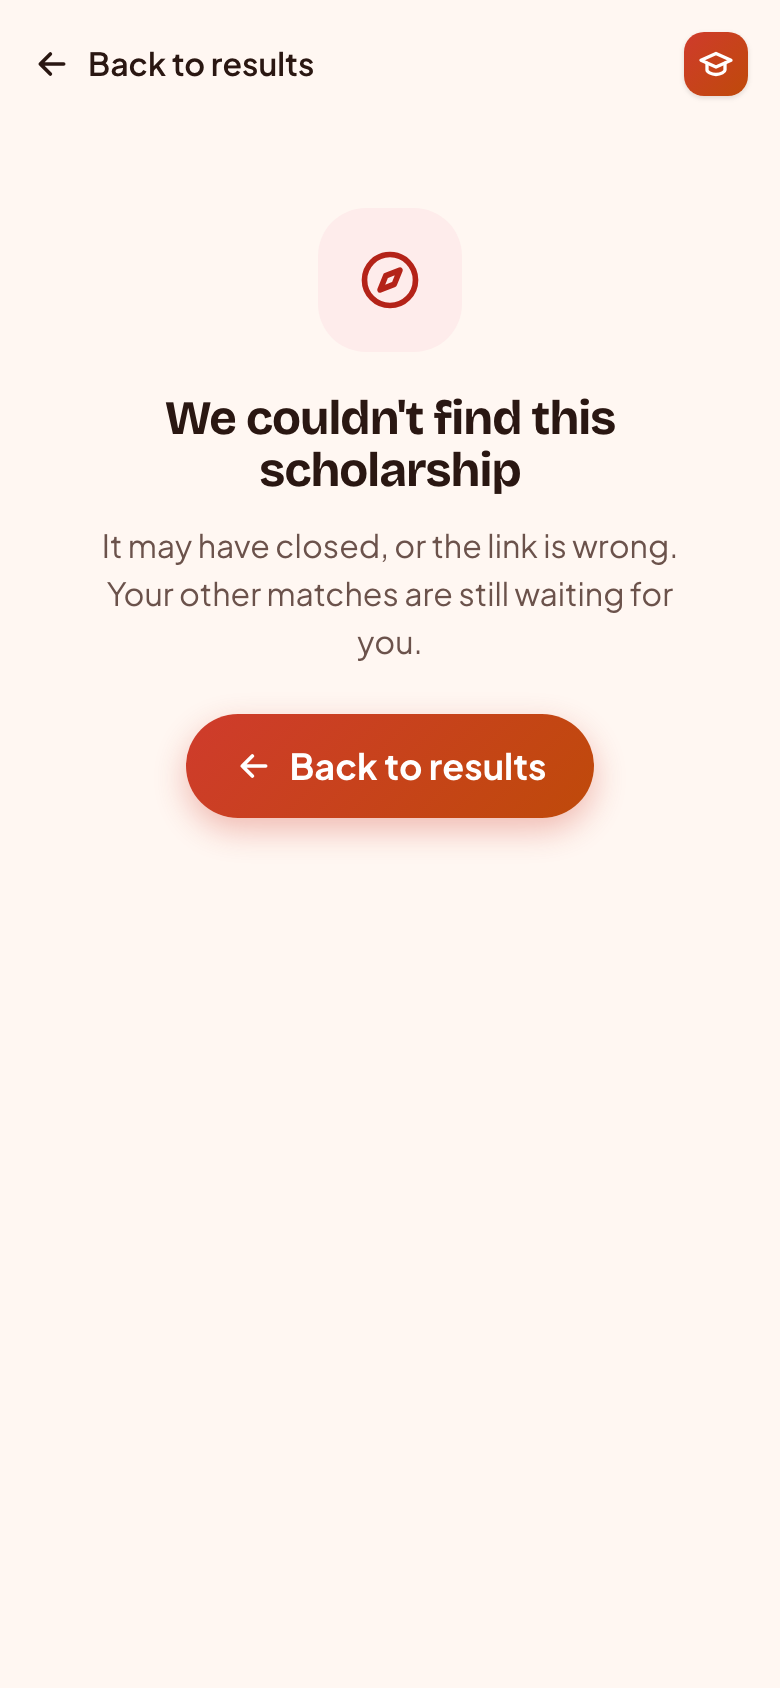 Back to results
We couldn't find this
scholarship
It may have closed, or the link is wrong.
Your other matches are still waiting for
you.
Back to results